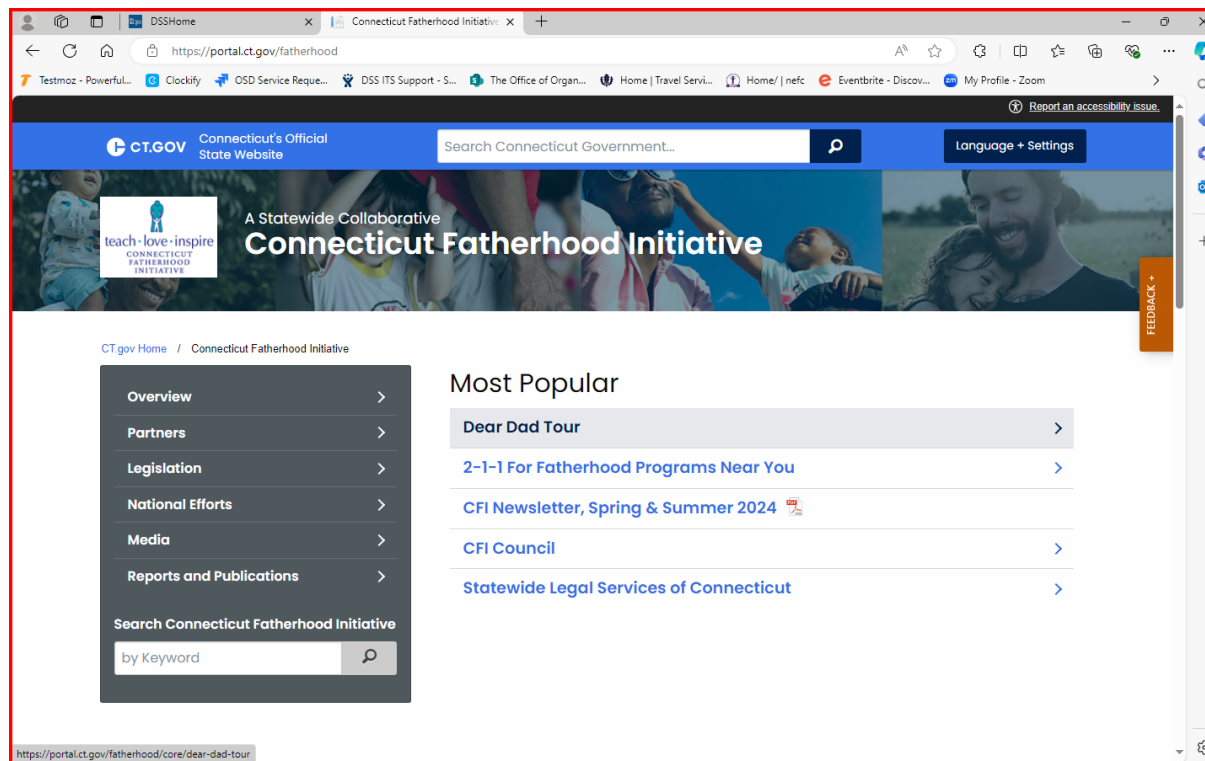 DSSHome
Connecticut Fatherhood Initiative
https://portal.ct.gov/fatherhood
Testmoz - Powerful... Clockify OSD Service Reque... DSS ITS Support - S... The Office of Organ... Home | Travel Servi... Home/ | nefc Eventbrite - Discov... My Profile - Zoom
Report an accessibility issue.
CT.GOV
Connecticut's Official
State Website
Search Connecticut Government...
Language + Settings
teach·love·inspire
CONNECTICUT
FATHERHOOD
INITIATIVE
A Statewide Collaborative
Connecticut Fatherhood Initiative
FEEDBACK +
CT.gov Home / Connecticut Fatherhood Initiative
Overview
Partners
Legislation
National Efforts
Media
Reports and Publications
Search Connecticut Fatherhood Initiative
by Keyword
Most Popular
Dear Dad Tour
2-1-1 For Fatherhood Programs Near You
CFI Newsletter, Spring & Summer 2024
CFI Council
Statewide Legal Services of Connecticut
https://portal.ct.gov/fatherhood/core/dear-dad-tour